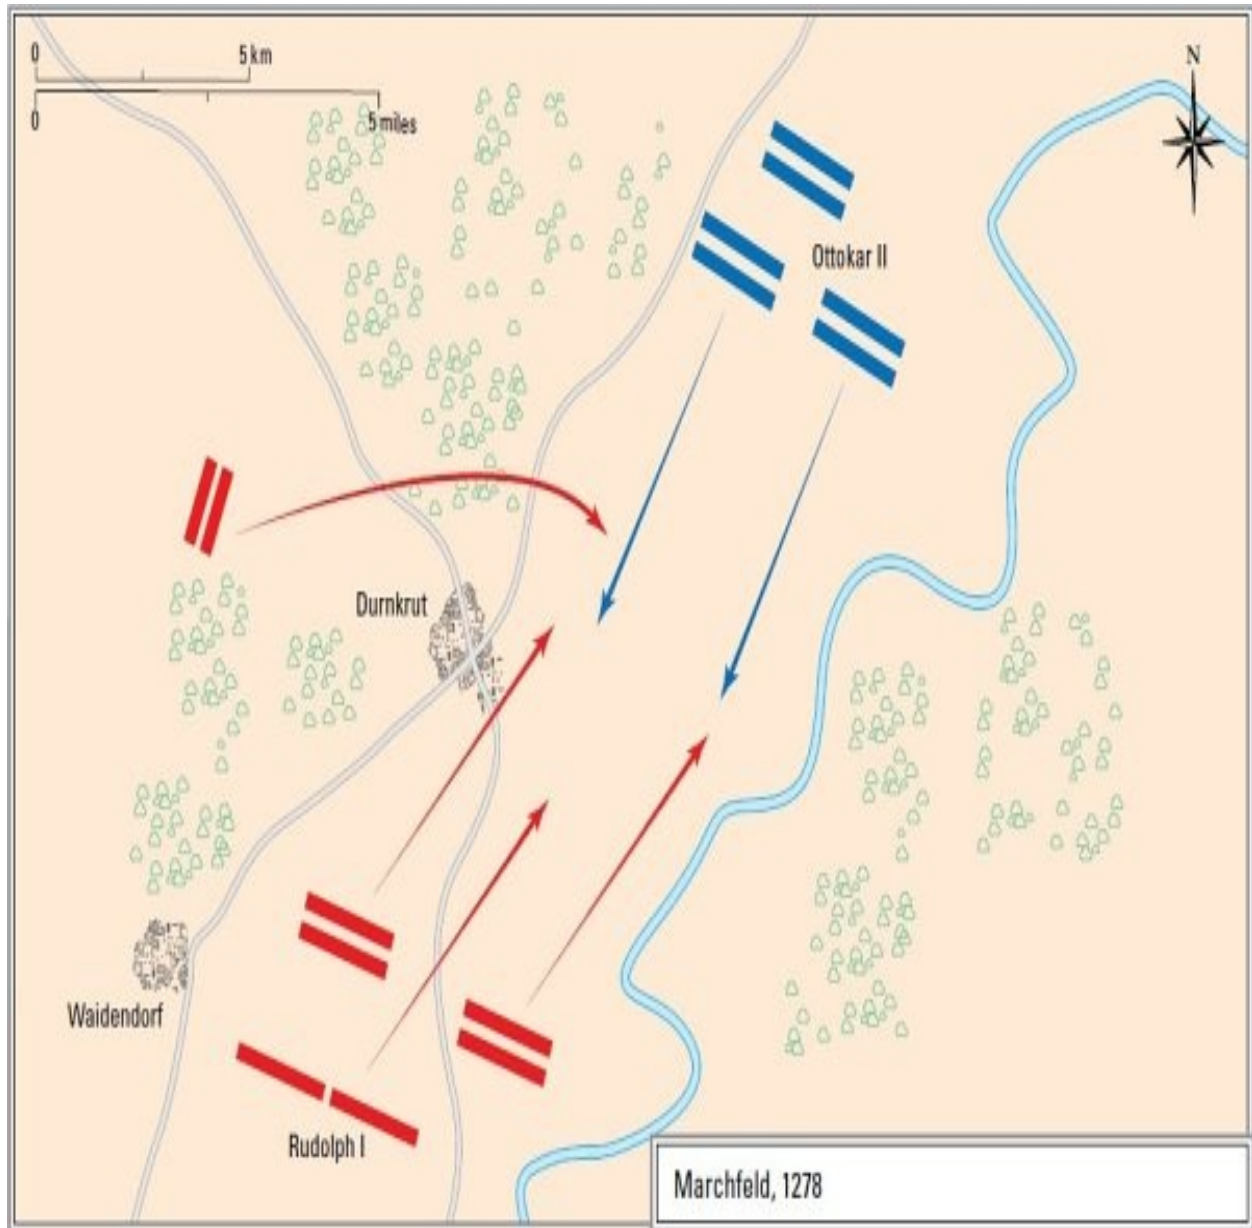 0 5 km
0 5 miles
N
Ottokar II
Durnkrut
Waidendorf
Rudolph I
Marchfeld, 1278